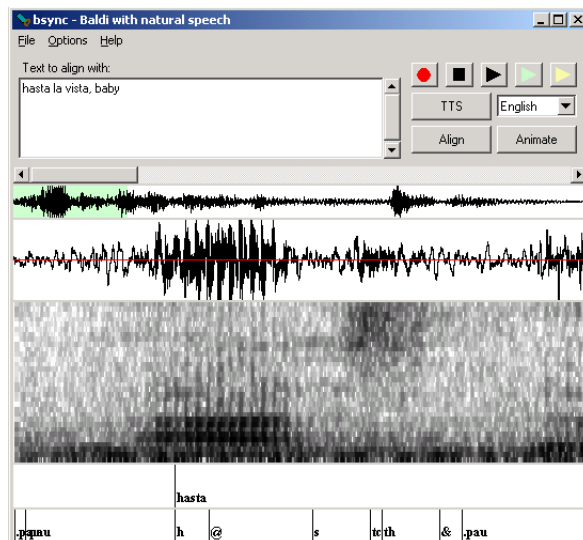 bsync - Baldi with natural speech
File Options Help
Text to align with:
hasta la vista, baby
TTS English
Align Animate
hasta
h @ s tc th & .pau